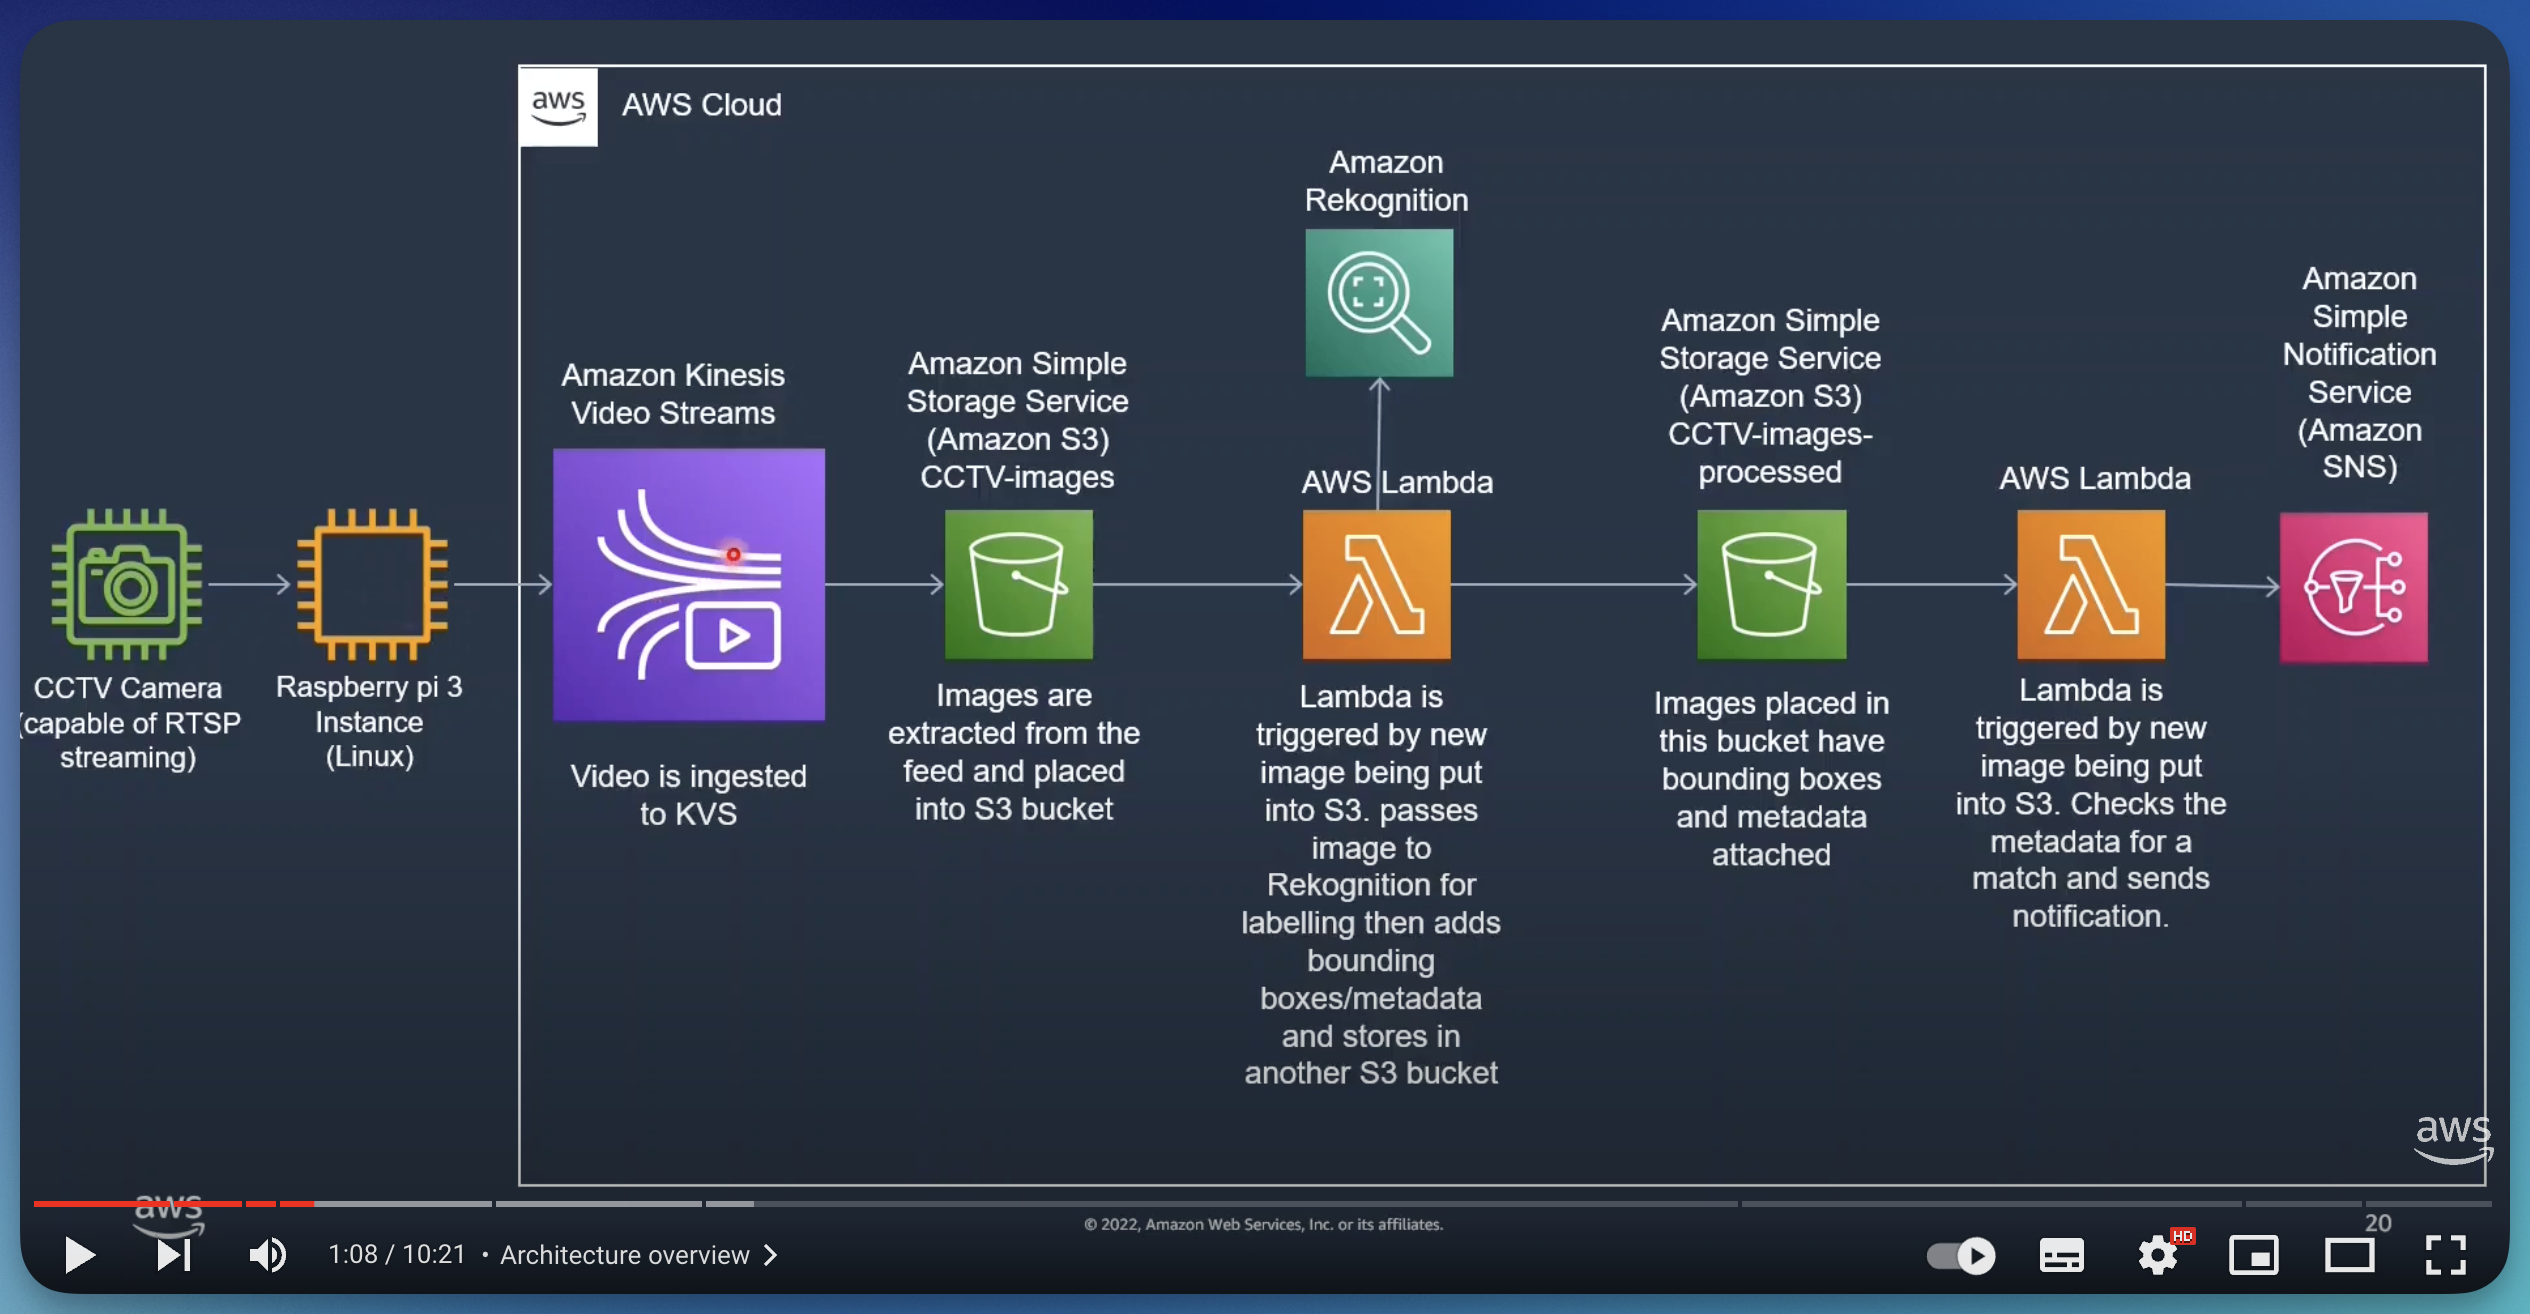 aws
AWS Cloud
Amazon
Rekognition
Amazon
Simple
Notification
Service
(Amazon
SNS)
Amazon Simple
Storage Service
(Amazon S3)
CCTV-images-
processed
Amazon Kinesis
Video Streams
Amazon Simple
Storage Service
(Amazon S3)
CCTV-images
AWS Lambda
AWS Lambda
CCTV Camera
(capable of RTSP
streaming)
Raspberry pi 3
Instance
(Linux)
Video is ingested
to KVS
Images are
extracted from the
feed and placed
into S3 bucket
Lambda is
triggered by new
image being put
into S3. passes
image to
Rekognition for
labelling then adds
bounding
boxes/metadata
and stores in
another S3 bucket
Images placed in
this bucket have
bounding boxes
and metadata
attached
Lambda is
triggered by new
image being put
into S3. Checks the
metadata for a
match and sends
notification.
aws
aws
© 2022, Amazon Web Services, Inc. or its affiliates.
20
1:08 / 10:21 • Architecture overview
HD